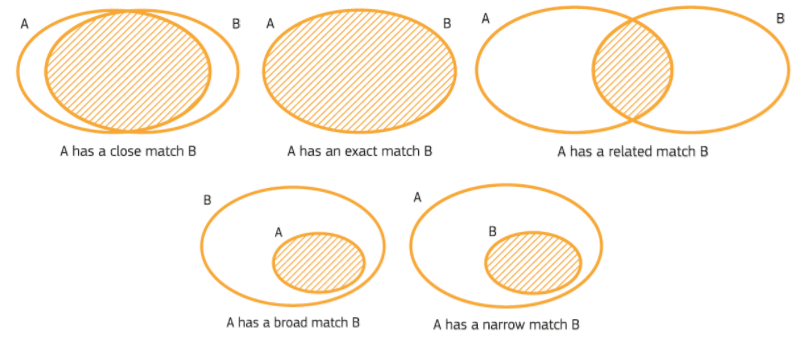 A
B
A has a close match B
A
B
A has an exact match B
A
B
A has a related match B
B
A
A has a broad match B
A
B
A has a narrow match B